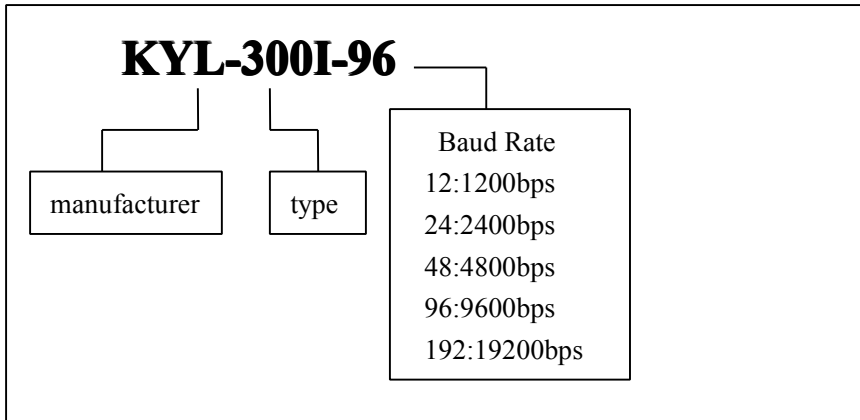 KYL-300I-96
manufacturer
type
Baud Rate
12:1200bps
24:2400bps
48:4800bps
96:9600bps
192:19200bps